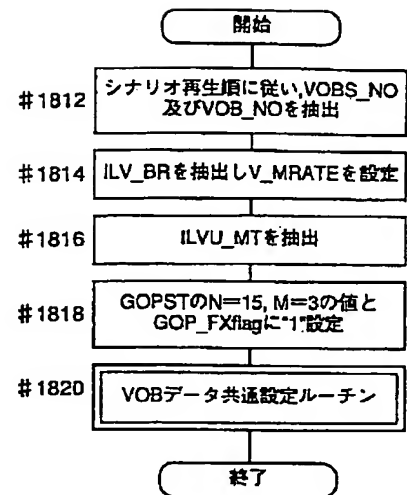 開始
#1812
シナリオ再生順に従い,VOBS_NO
及びVOB_NOを抽出
#1814
ILV_BRを抽出しV_MRATEを設定
#1816
ILVU_MTを抽出
#1818
GOPSTのN=15, M=3の値と
GOP_FXflagに"1"設定
#1820
VOBデータ共通設定ルーチン
終了